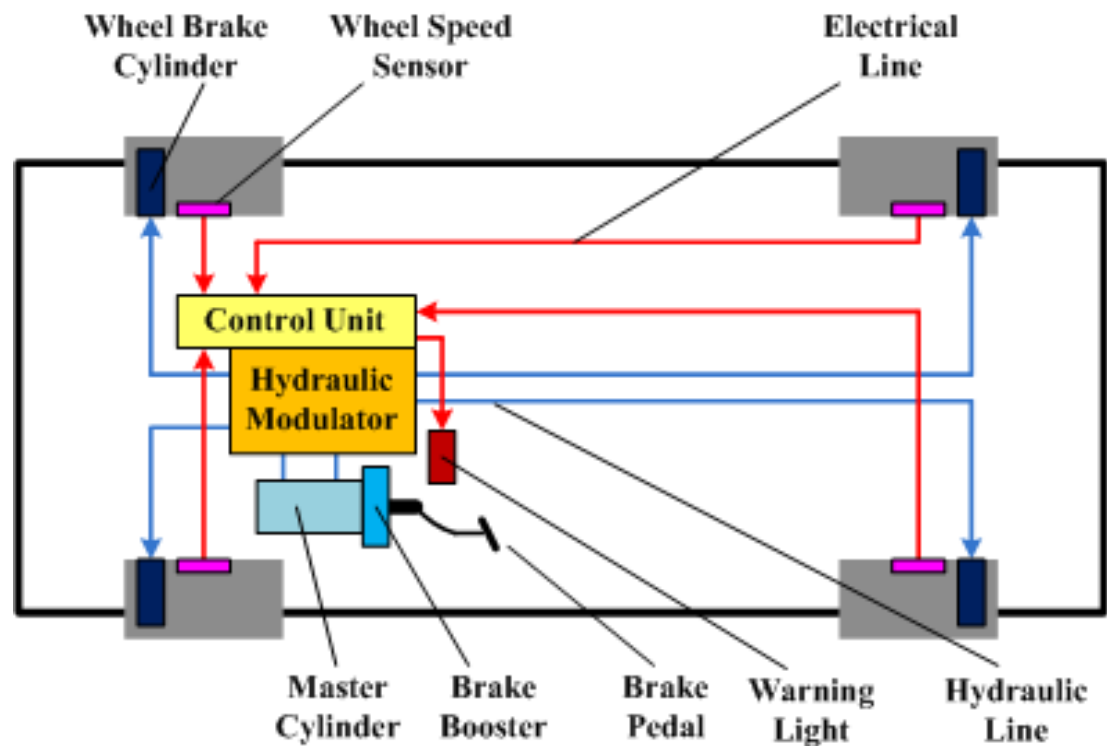 Wheel Brake
Cylinder
Wheel Speed
Sensor
Electrical
Line
Control Unit
Hydraulic
Modulator
Master
Cylinder
Brake
Booster
Brake
Pedal
Warning
Light
Hydraulic
Line